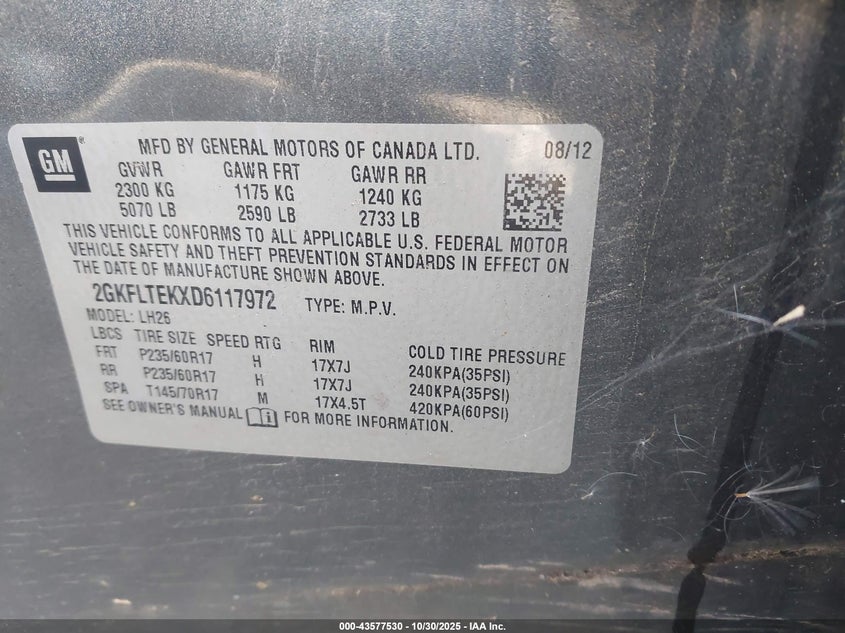 GM
MFD BY GENERAL MOTORS OF CANADA LTD. 08/12
GVWR GAWR FRT GAWR RR
2300 KG 1175 KG 1240 KG
5070 LB 2590 LB 2733 LB
THIS VEHICLE CONFORMS TO ALL APPLICABLE U.S. FEDERAL MOTOR
VEHICLE SAFETY AND THEFT PREVENTION STANDARDS IN EFFECT ON
THE DATE OF MANUFACTURE SHOWN ABOVE.
2GKFLTEKXD6117972 TYPE: M.P.V.
MODEL: LH26
LBCS TIRE SIZE SPEED RTG RIM COLD TIRE PRESSURE
FRT P235/60R17 H 17X7J 240KPA(35PSI)
RR P235/60R17 H 17X7J 240KPA(35PSI)
SPA T145/70R17 M 17X4.5T 420KPA(60PSI)
SEE OWNER'S MANUAL i FOR MORE INFORMATION.
000-43577530 - 10/30/2025 - IAA Inc.